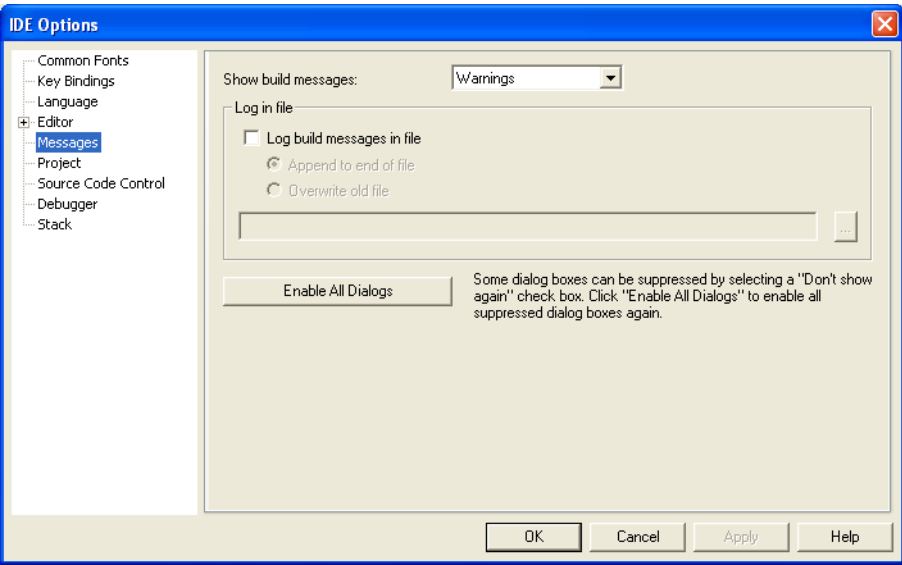 IDE Options
Common Fonts
Key Bindings
Language
Editor
Messages
Project
Source Code Control
Debugger
Stack
Show build messages:
Warnings
Log in file
Log build messages in file
Append to end of file
Overwrite old file
...
Enable All Dialogs
Some dialog boxes can be suppressed by selecting a "Don't show
again" check box. Click "Enable All Dialogs" to enable all
suppressed dialog boxes again.
OK
Cancel
Apply
Help